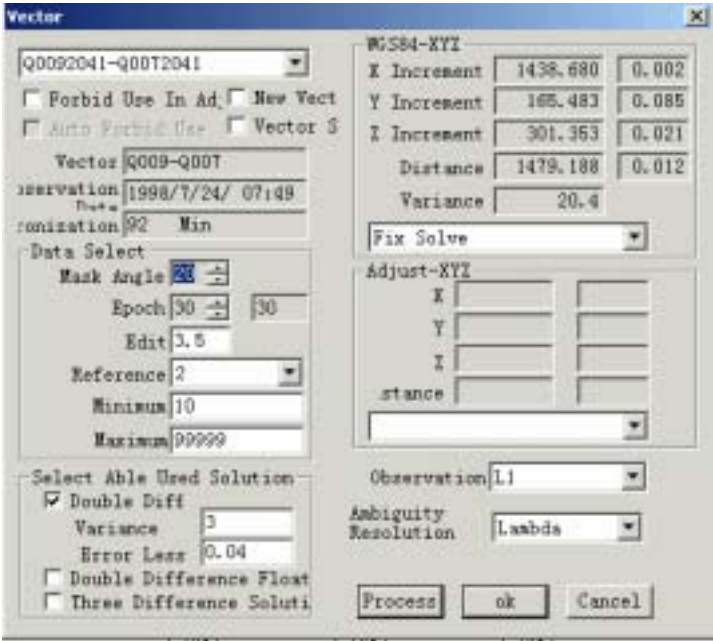 Vector
Q0092041-Q00T2041
Forbid Use In Ad;
New Vect
Auto Forbid Use
Vector S
Vector Q009-Q00T
servation 1998/7/24/ 07:49
onization 92 Min
Data Select
Mask Angle 20
Epoch 30 30
Edit 3.5
Reference 2
Minimum 10
Maximum 99999
Select Able Used Solution
Double Diff
Variance 3
Error Less 0.04
Double Difference Float
Three Difference Soluti
WGS84-XYZ
X Increment 1438.680 0.002
Y Increment 165.483 0.085
Z Increment 301.353 0.021
Distance 1479.188 0.012
Variance 20.4
Fix Solve
Adjust-XYZ
X
Y
Z
stance
Observation L1
Ambiguity
Resolution Lambda
Process ok Cancel